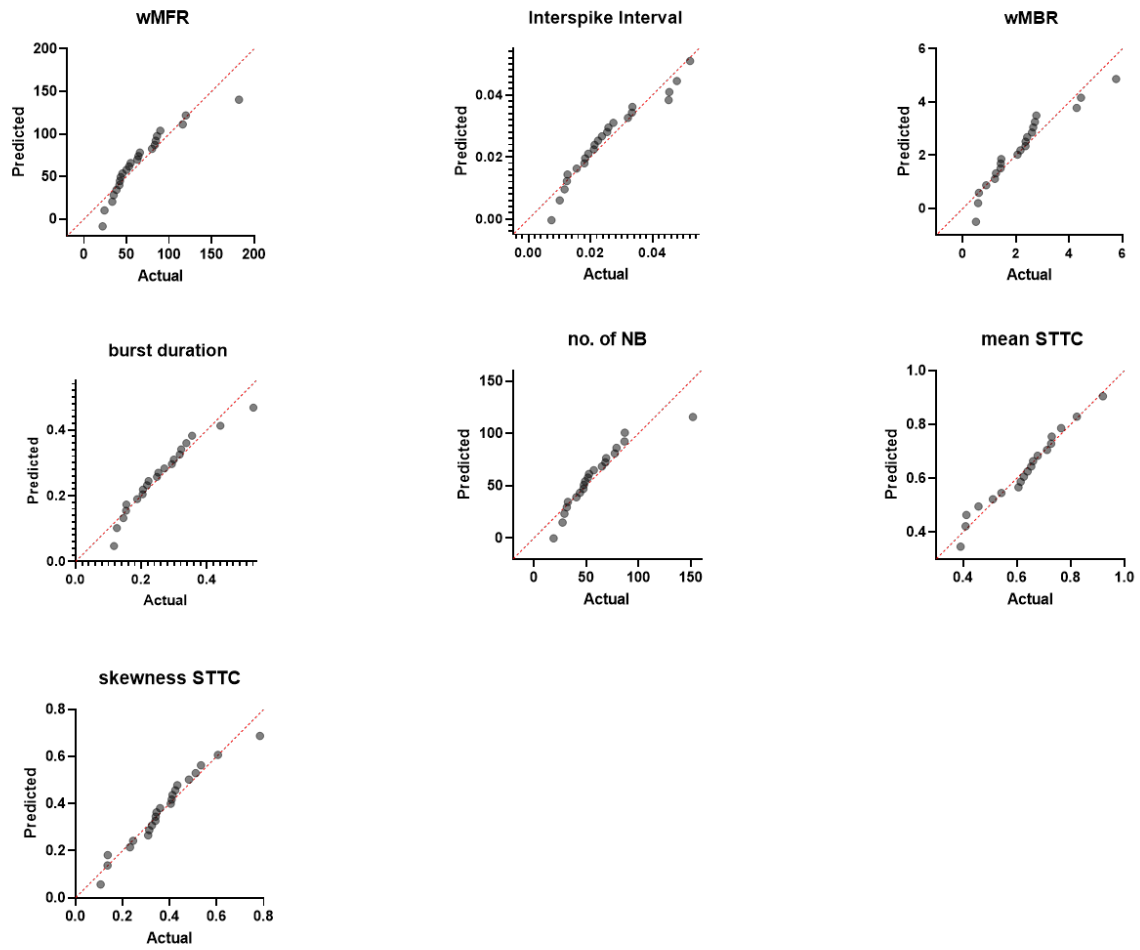 wMFR
200
150
100
50
0
Predicted
0 50 100 150 200
Actual
Interspike Interval
0.04
0.02
0.00
Predicted
0.00 0.02 0.04
Actual
wMBR
6
4
2
0
Predicted
0 2 4 6
Actual
burst duration
0.4
0.2
0.0
Predicted
0.0 0.2 0.4
Actual
no. of NB
150
100
50
0
Predicted
0 50 100 150
Actual
mean STTC
1.0
0.8
0.6
0.4
Predicted
0.4 0.6 0.8 1.0
Actual
skewness STTC
0.8
0.6
0.4
0.2
0.0
Predicted
0.0 0.2 0.4 0.6 0.8
Actual